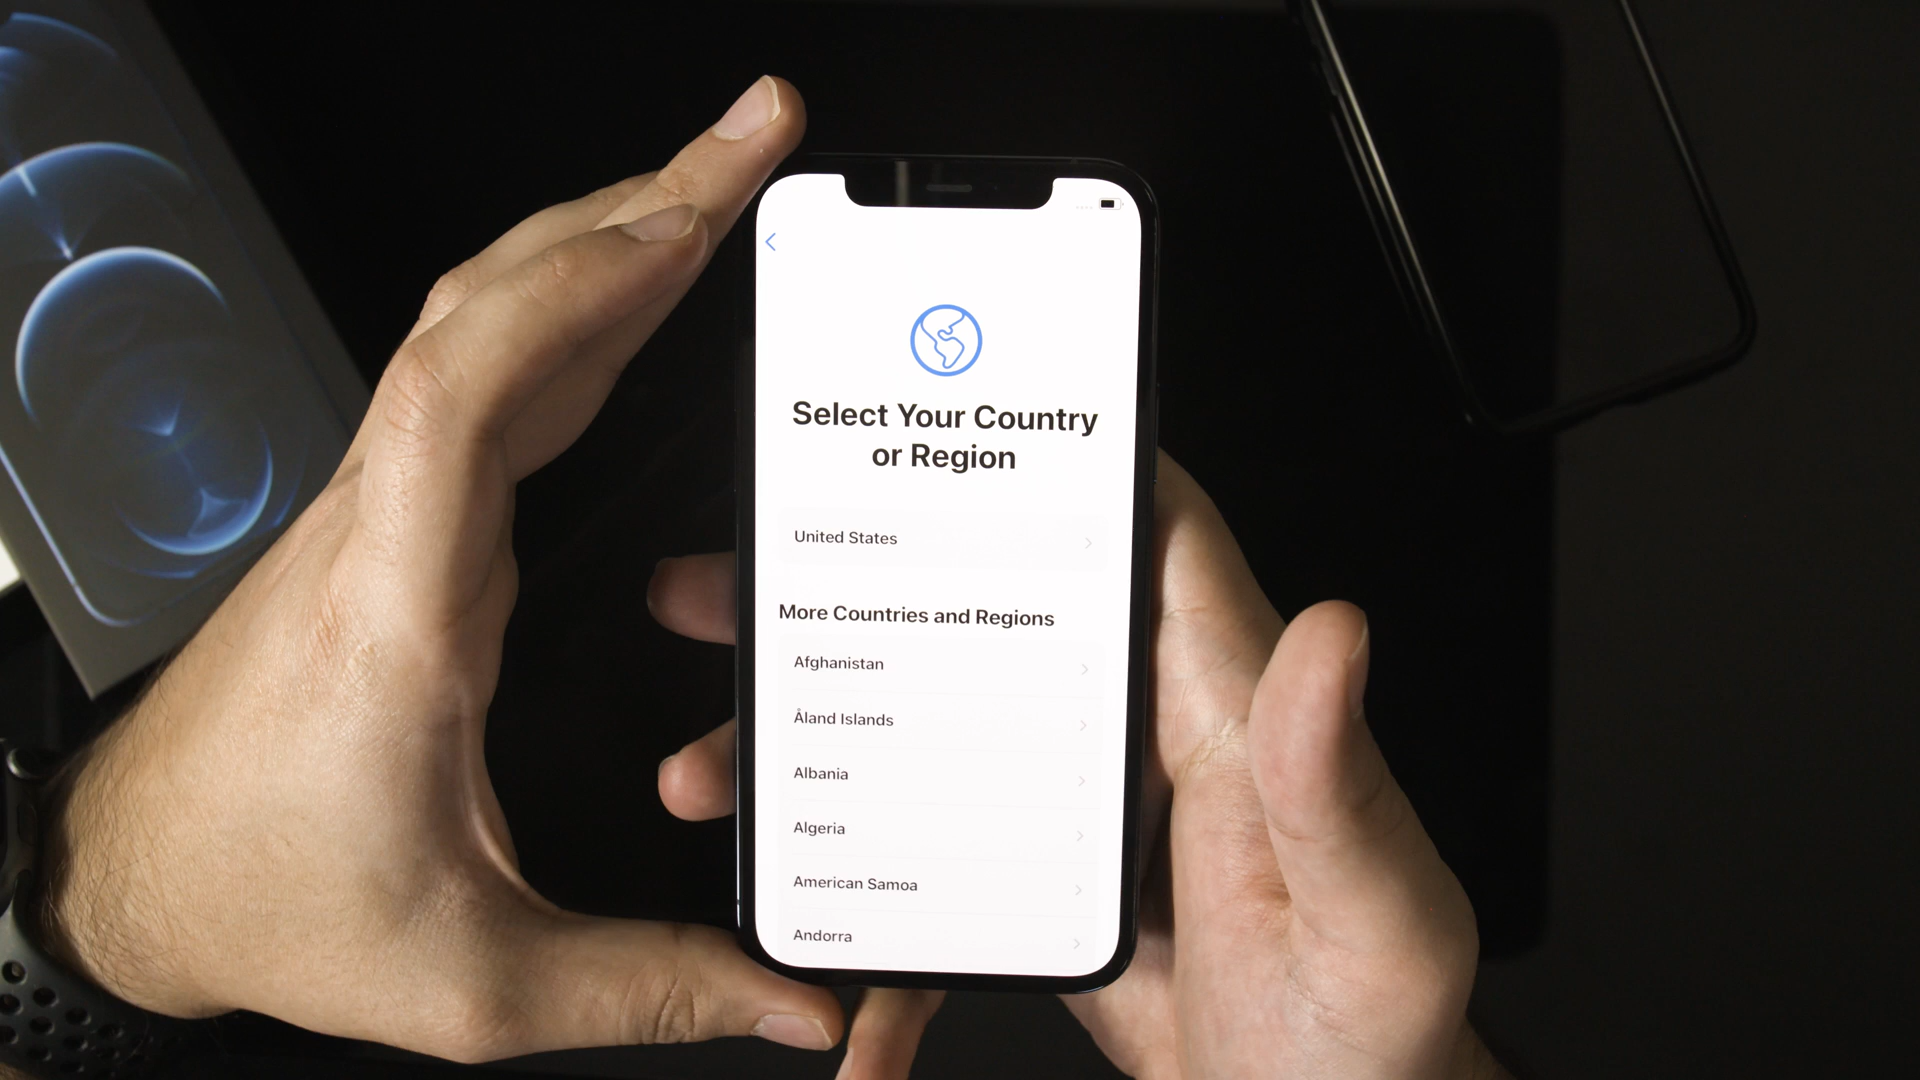 Select Your Country
or Region
United States
More Countries and Regions
Afghanistan
Åland Islands
Albania
Algeria
American Samoa
Andorra